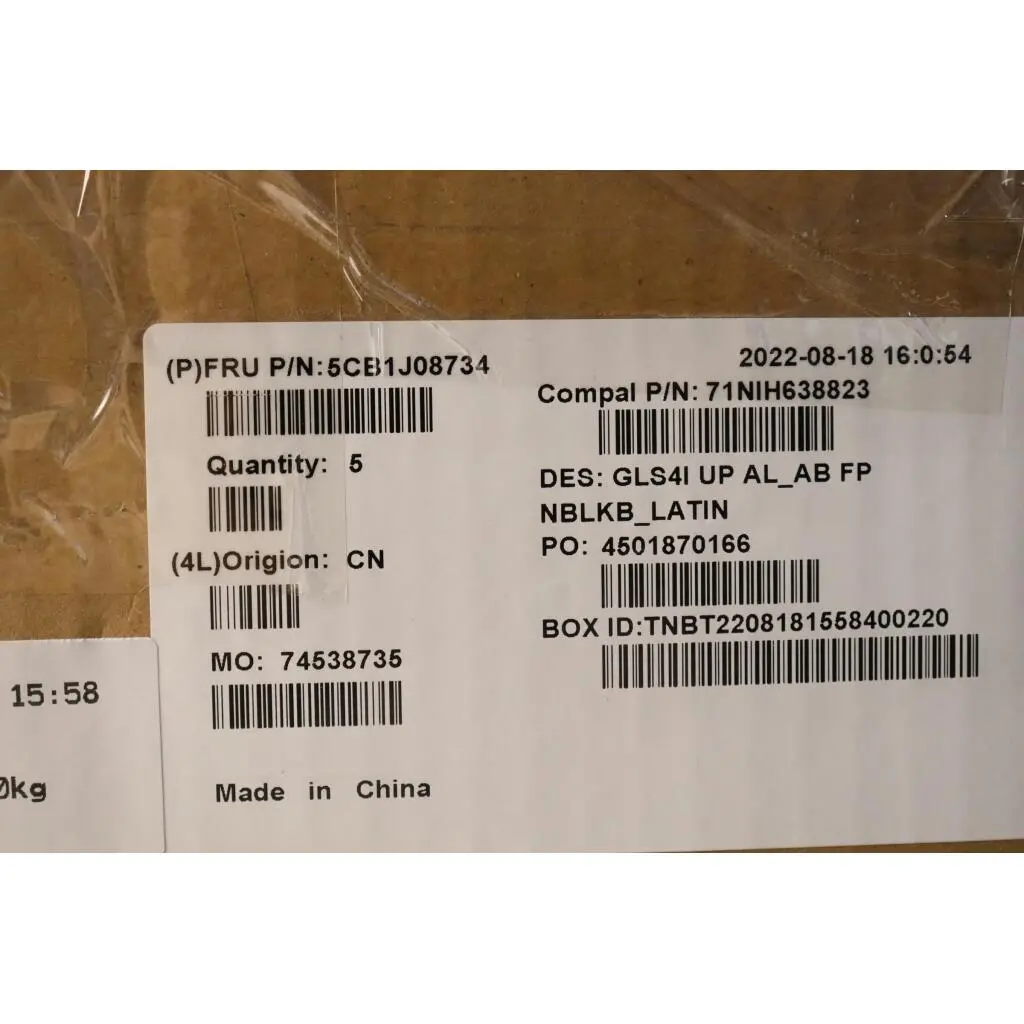 (P)FRU P/N:5CB1J08734
2022-08-18 16:0:54
Compal P/N: 71NIH638823
Quantity: 5
DES: GLS4I UP AL_AB FP
NBLKB_LATIN
(4L)Origion: CN
PO: 4501870166
BOX ID:TNBT2208181558400220
MO: 74538735
Made in China
15:58
0kg